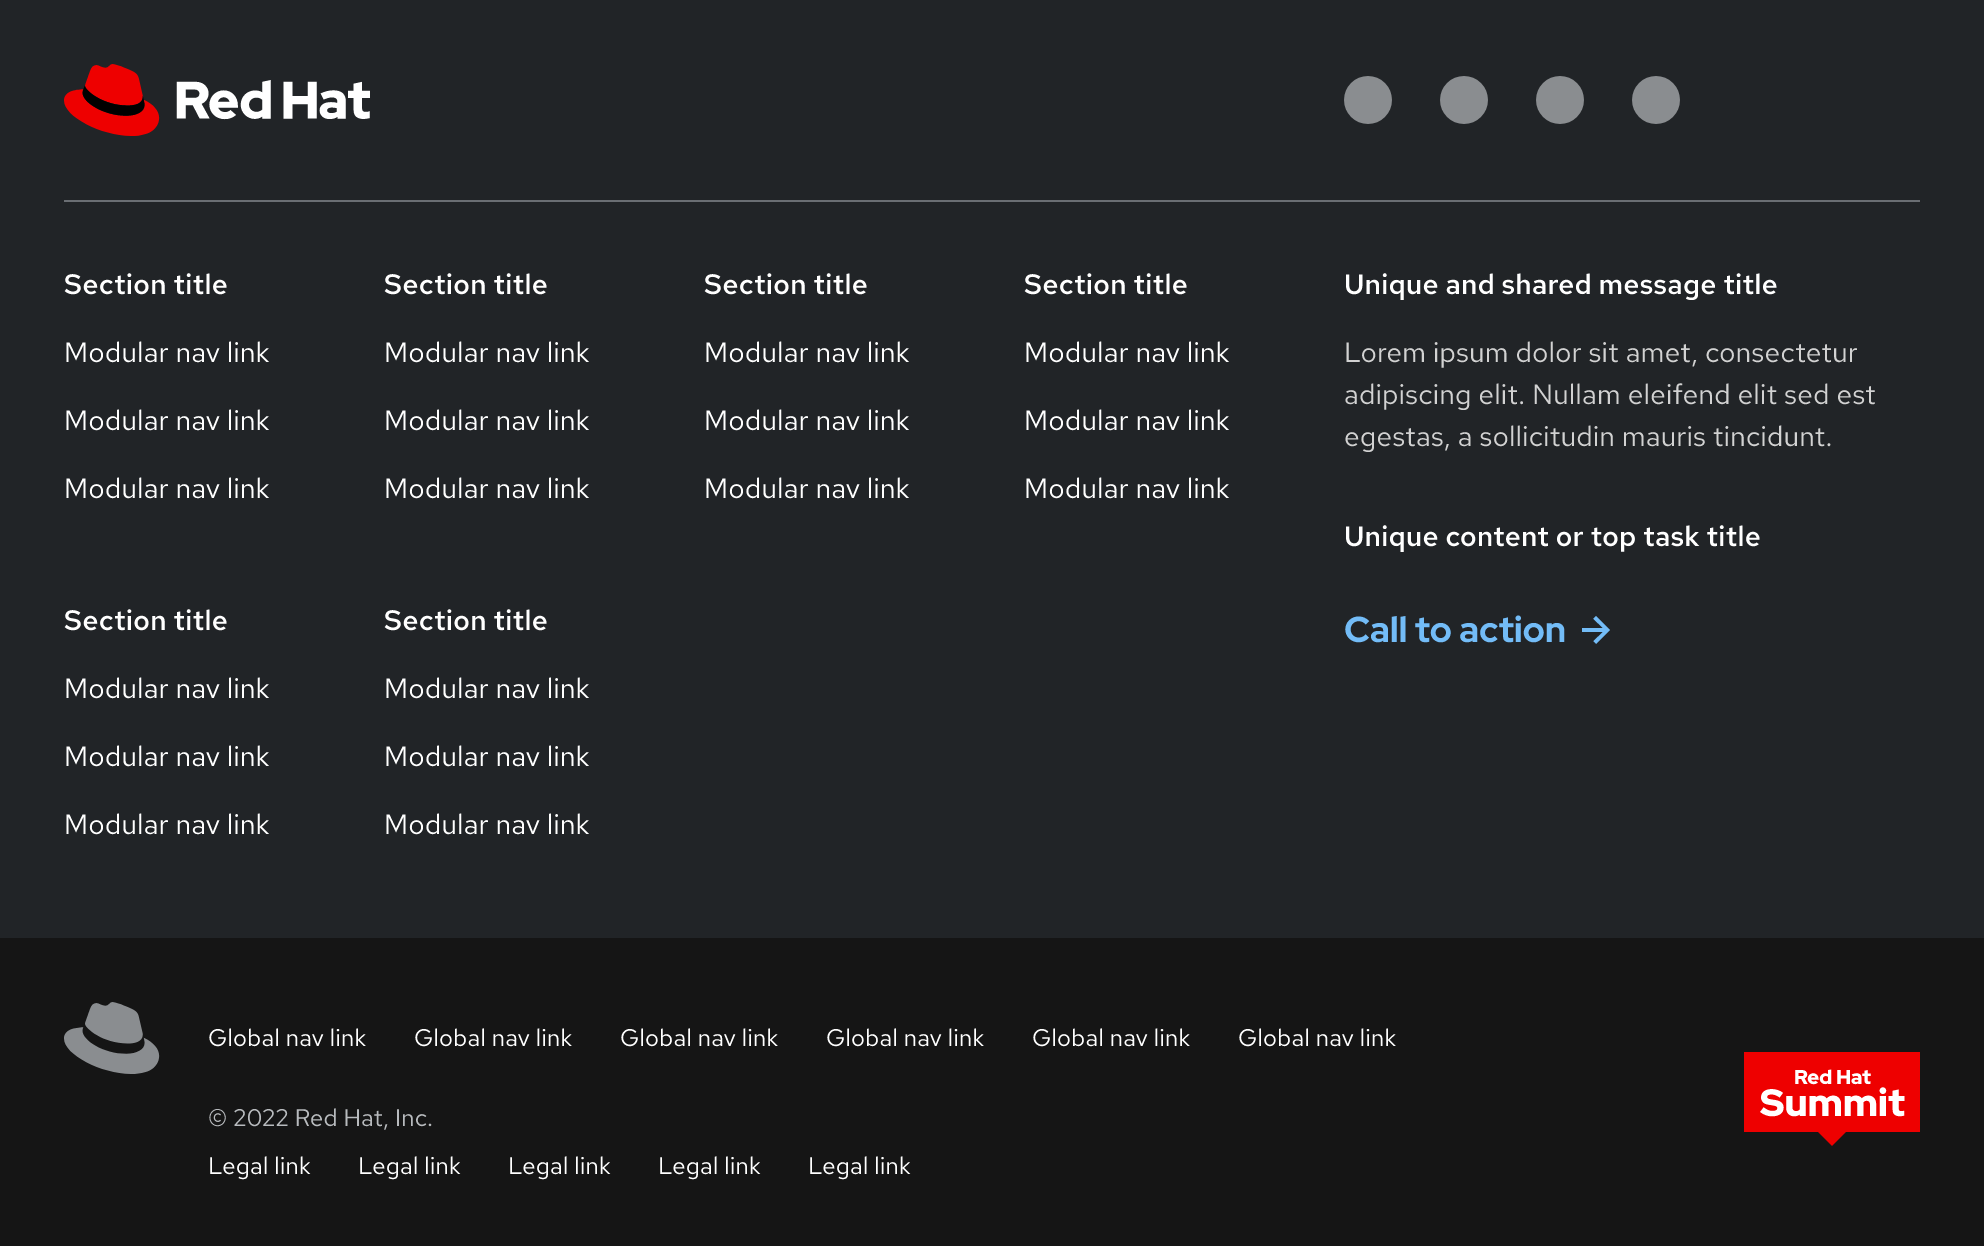 Red Hat
Section title
Modular nav link
Modular nav link
Modular nav link
Section title
Modular nav link
Modular nav link
Modular nav link
Section title
Modular nav link
Modular nav link
Modular nav link
Section title
Modular nav link
Modular nav link
Modular nav link
Section title
Modular nav link
Modular nav link
Modular nav link
Section title
Modular nav link
Modular nav link
Modular nav link
Unique and shared message title
Lorem ipsum dolor sit amet, consectetur
adipiscing elit. Nullam eleifend elit sed est
egestas, a sollicitudin mauris tincidunt.
Unique content or top task title
Call to action →
Global nav link Global nav link Global nav link Global nav link Global nav link Global nav link
© 2022 Red Hat, Inc.
Legal link Legal link Legal link Legal link Legal link
Red Hat
Summit